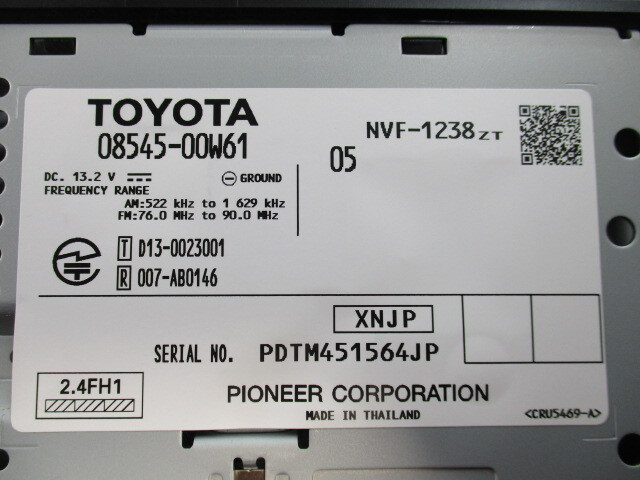 TOYOTA
08545-00W61
NVF-1238ZT
05
DC. 13.2 V
GROUND
FREQUENCY RANGE
AM:522 kHz to 1 629 kHz
FM:76.0 MHz to 90.0 MHz
T D13-0023001
R 007-AB0146
XNJP
SERIAL NO. PDTM451564JP
2.4FH1
PIONEER CORPORATION
MADE IN THAILAND
<CRU5469-A>